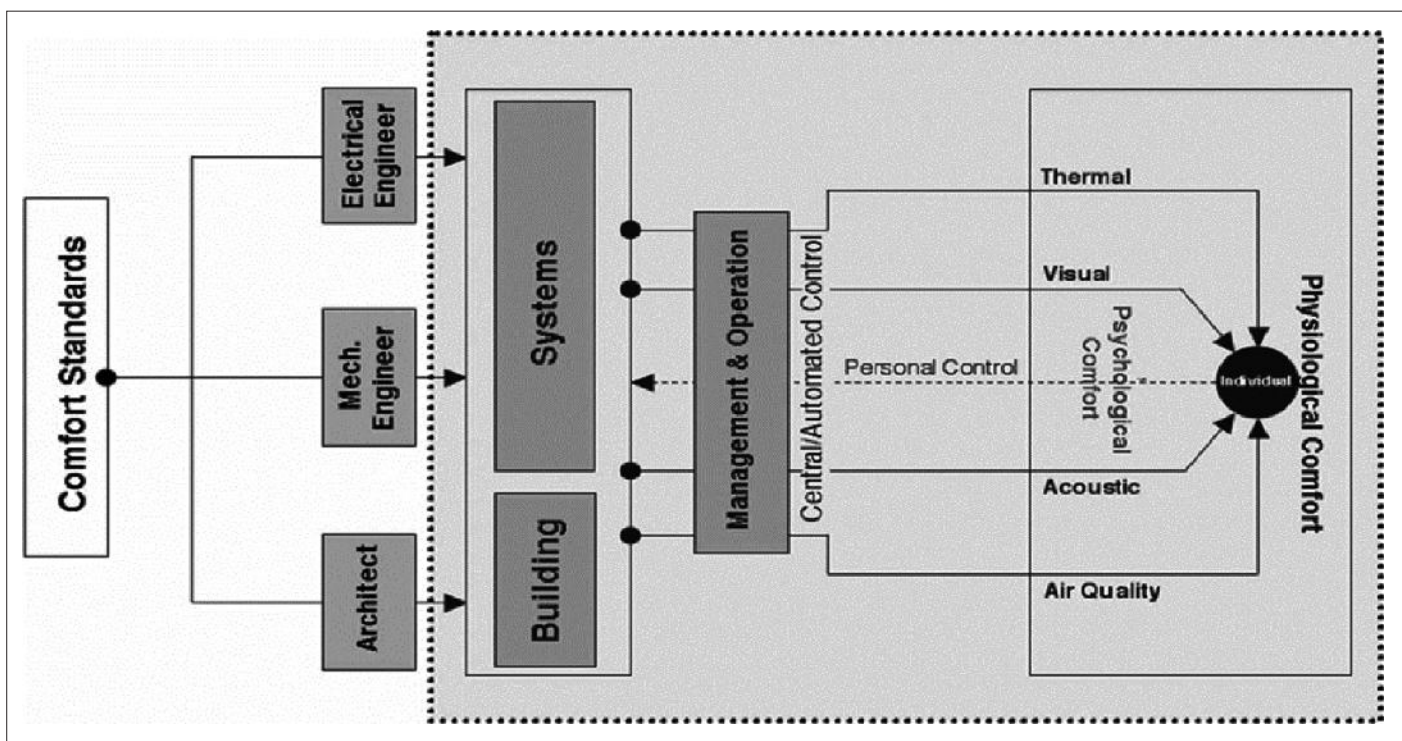 Comfort Standards
Electrical
Engineer
Mech.
Engineer
Architect
Systems
Building
Management & Operation
Central/Automated Control
Thermal
Visual
Personal Control
Psychological
Comfort
Acoustic
Air Quality
Individual
Physiological Comfort